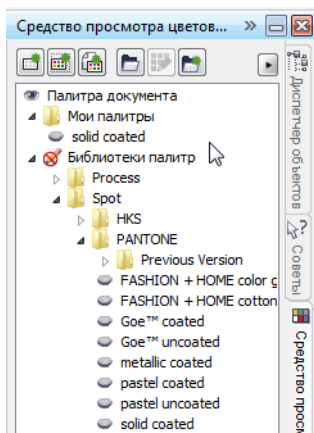 Средство просмотра цветов...
Палитра документа
Мои палитры
solid coated
Библиотеки палитр
Process
Spot
HKS
PANTONE
Previous Version
FASHION + HOME color g
FASHION + HOME cotton
Goe™ coated
Goe™ uncoated
metallic coated
pastel coated
pastel uncoated
solid coated
Диспетчер объектов
Советы
Средство просм